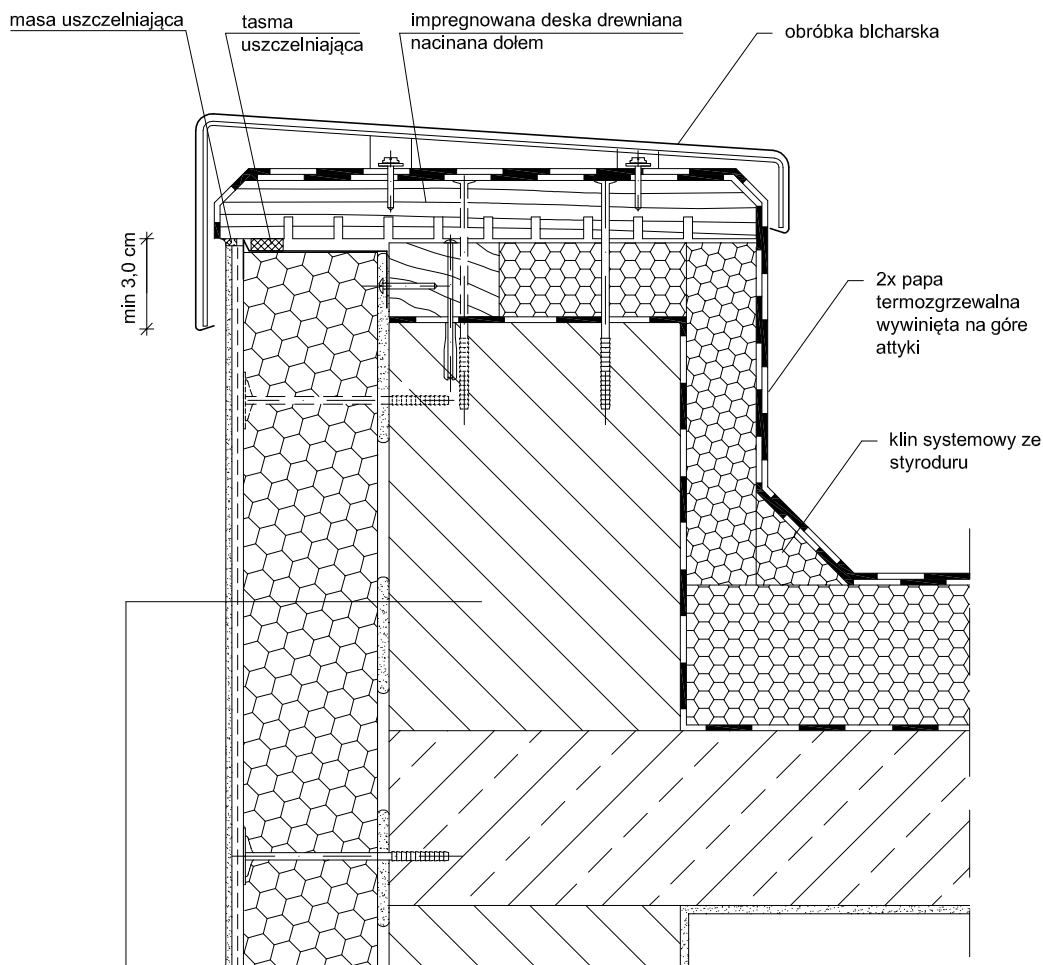 masa uszczelniająca
tasma
uszczelniająca
impregnowana deska drewniana
nacinana dołem
obróbka blcharska
min 3,0 cm
2x papa
termozgrzewalna
wywinięta na góre
attyki
klin systemowy ze
styroduru